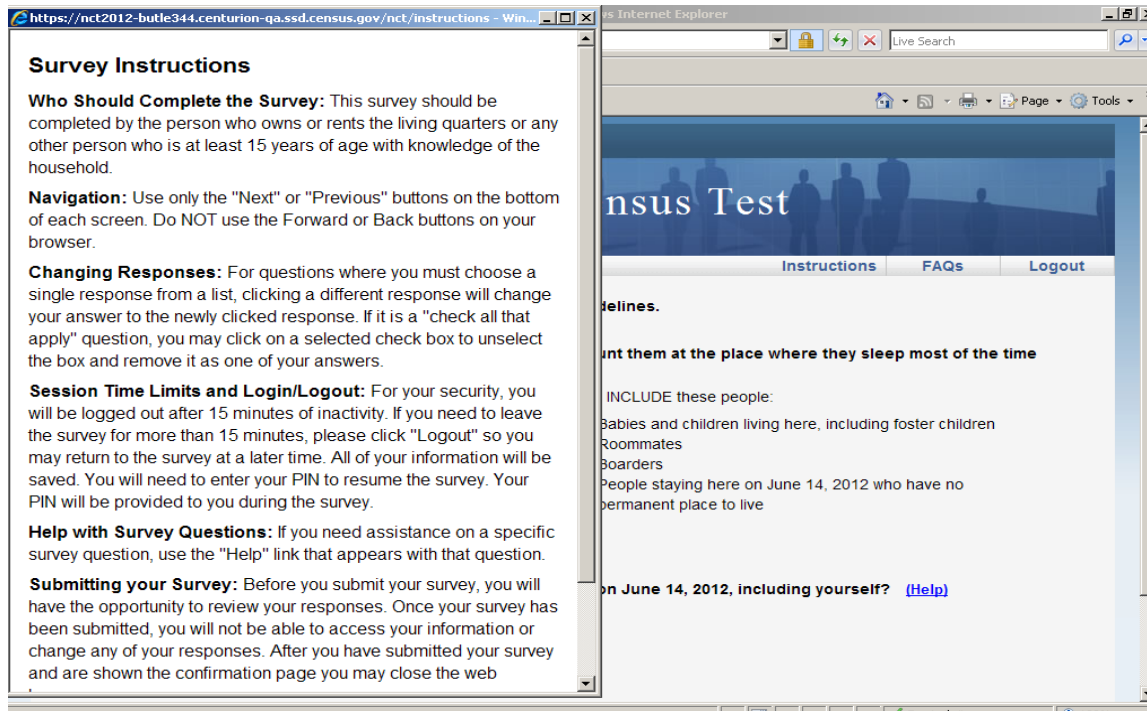 https://nct2012-butle344.centurion-qa.ssd.census.gov/nct/instructions - Win...
Survey Instructions
Who Should Complete the Survey: This survey should be
completed by the person who owns or rents the living quarters or any
other person who is at least 15 years of age with knowledge of the
household.
Navigation: Use only the "Next" or "Previous" buttons on the bottom
of each screen. Do NOT use the Forward or Back buttons on your
browser.
Changing Responses: For questions where you must choose a
single response from a list, clicking a different response will change
your answer to the newly clicked response. If it is a "check all that
apply" question, you may click on a selected check box to unselect
the box and remove it as one of your answers.
Session Time Limits and Login/Logout: For your security, you
will be logged out after 15 minutes of inactivity. If you need to leave
the survey for more than 15 minutes, please click "Logout" so you
may return to the survey at a later time. All of your information will be
saved. You will need to enter your PIN to resume the survey. Your
PIN will be provided to you during the survey.
Help with Survey Questions: If you need assistance on a specific
survey question, use the "Help" link that appears with that question.
Submitting your Survey: Before you submit your survey, you will
have the opportunity to review your responses. Once your survey has
been submitted, you will not be able to access your information or
change any of your responses. After you have submitted your survey
and are shown the confirmation page you may close the web
s Internet Explorer
Live Search
Page Tools
nsus Test
Instructions FAQs Logout
delines.
unt them at the place where they sleep most of the time
INCLUDE these people:
Babies and children living here, including foster children
Roommates
Boarders
People staying here on June 14, 2012 who have no
permanent place to live
on June 14, 2012, including yourself? (Help)